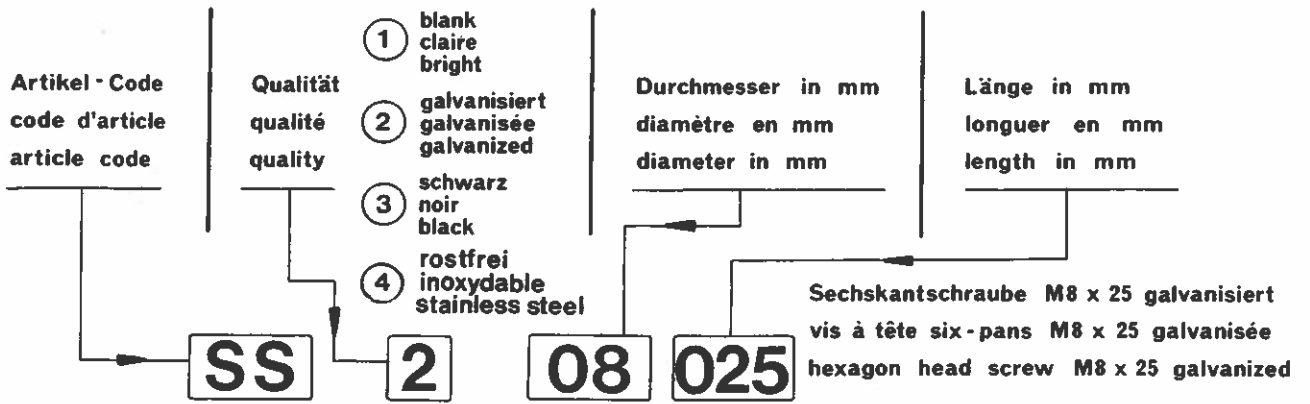 Artikel - Code
code d'article
article code
Qualität
qualité
quality
1 blank
claire
bright
2 galvanisiert
galvanisée
galvanized
3 schwarz
noir
black
4 rostfrei
inoxydable
stainless steel
Durchmesser in mm
diamètre en mm
diameter in mm
Länge in mm
longuer en mm
length in mm
SS 2 08 025
Sechskantschraube M8 x 25 galvanisiert
vis à tête six-pans M8 x 25 galvanisée
hexagon head screw M8 x 25 galvanized